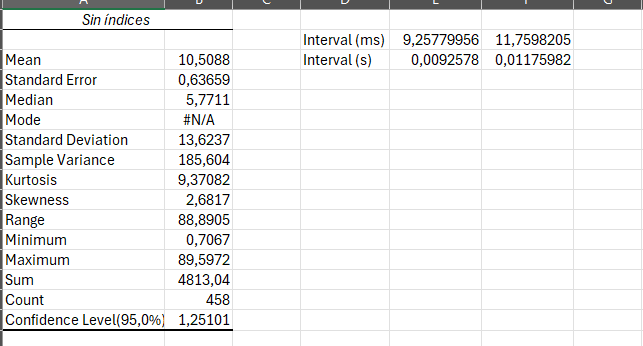 Sin índices
Interval (ms) 9,25779956 11,7598205
Mean 10,5088 Interval (s) 0,0092578 0,01175982
Standard Error 0,63659
Median 5,7711
Mode #N/A
Standard Deviation 13,6237
Sample Variance 185,604
Kurtosis 9,37082
Skewness 2,6817
Range 88,8905
Minimum 0,7067
Maximum 89,5972
Sum 4813,04
Count 458
Confidence Level(95,0%) 1,25101